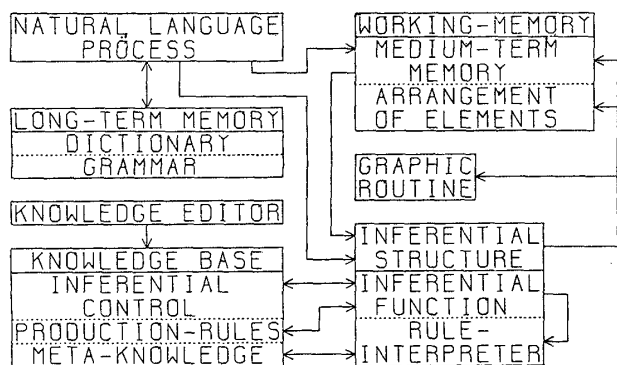 NATURAL LANGUAGE
PROCESS
LONG-TERM MEMORY
DICTIONARY
GRAMMAR
KNOWLEDGE EDITOR
KNOWLEDGE BASE
INFERENTIAL
CONTROL
PRODUCTION-RULES
META-KNOWLEDGE
WORKING-MEMORY
MEDIUM-TERM
MEMORY
ARRANGEMENT
OF ELEMENTS
GRAPHIC
ROUTINE
INFERENTIAL
STRUCTURE
INFERENTIAL
FUNCTION
RULE-
INTERPRETER